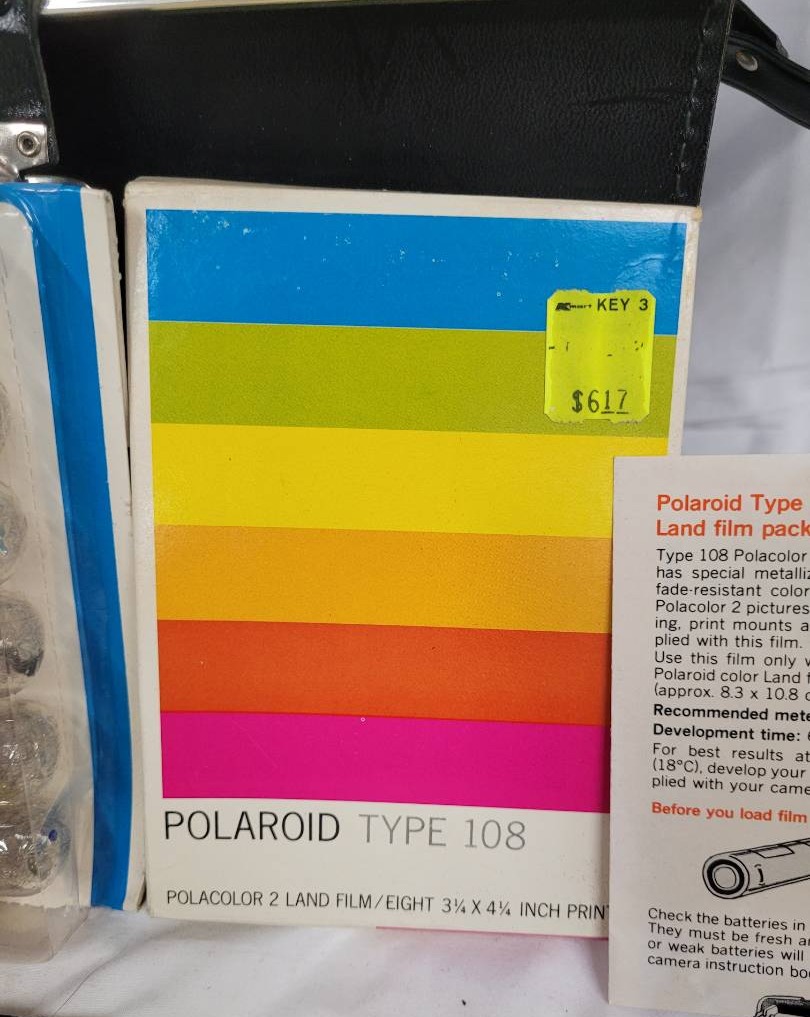 Kmart KEY 3
$617
POLAROID TYPE 108
POLACOLOR 2 LAND FILM/EIGHT 3¼ X 4¼ INCH PRIN
Polaroid Type
Land film pack
Type 108 Polacolor
has special metalliz
fade-resistant color
Polacolor 2 pictures
ing, print mounts a
plied with this film.
Use this film only w
Polaroid color Land f
(approx. 8.3 x 10.8 c
Recommended mete
Development time: 6
For best results at
(18°C), develop your
plied with your came
Before you load film
Check the batteries in
They must be fresh a
or weak batteries will
camera instruction boo